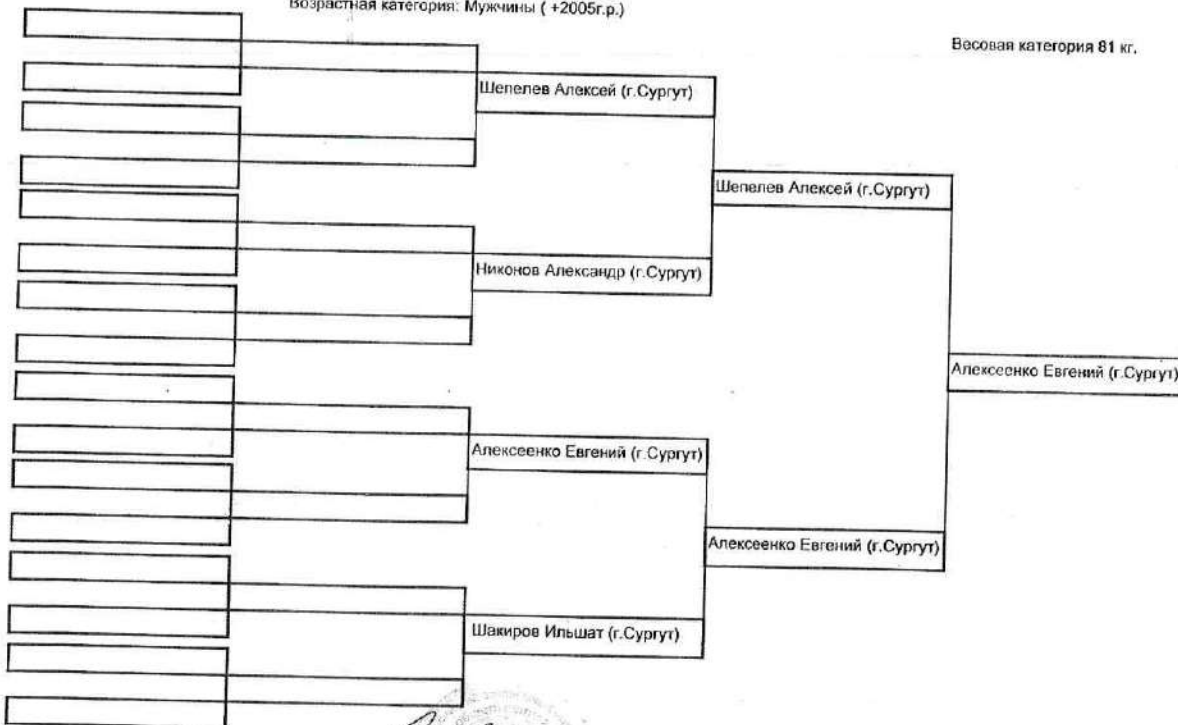 Возрастная категория: Мужчины ( +2005г.р.)
Весовая категория 81 кг.
Шепелев Алексей (г.Сургут)
Шепелев Алексей (г.Сургут)
Никонов Александр (г.Сургут)
Алексеенко Евгений (г.Сургут)
Алексеенко Евгений (г.Сургут)
Алексеенко Евгений (г.Сургут)
Шакиров Ильшат (г.Сургут)